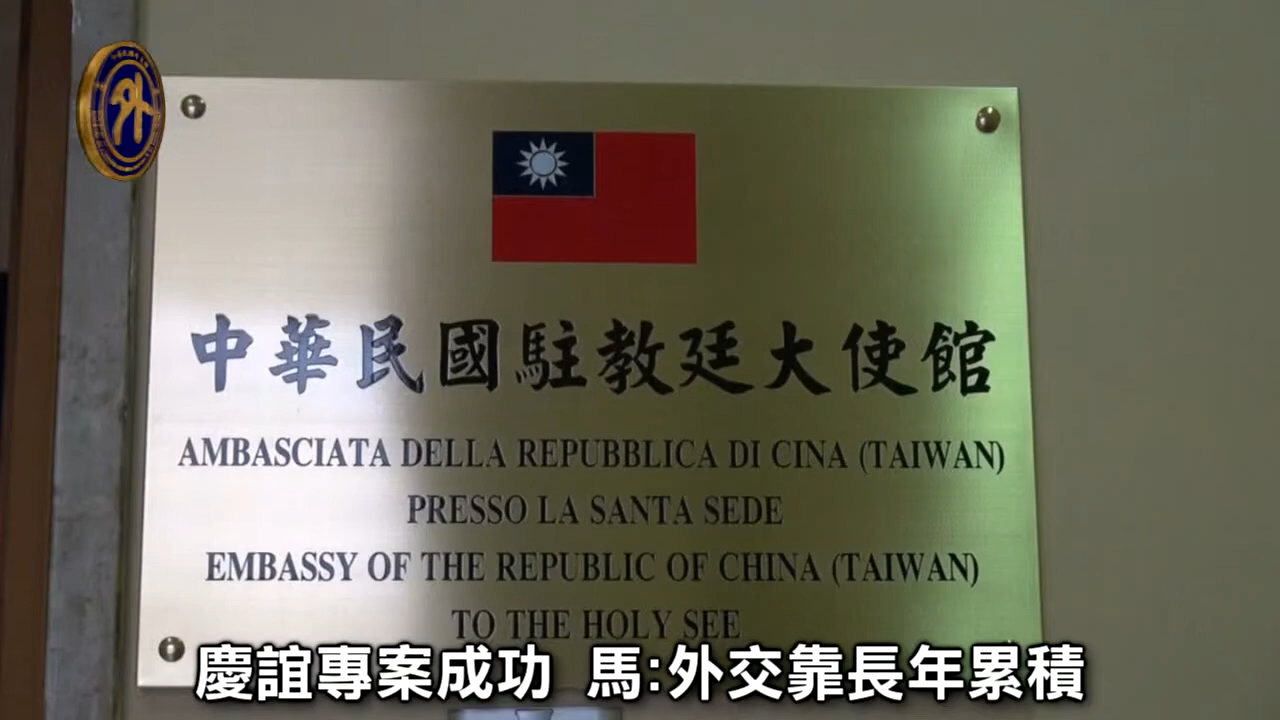 外
中華民國駐教廷大使館
AMBASCIATA DELLA REPUBBLICA DI CINA (TAIWAN)
PRESSO LA SANTA SEDE
EMBASSY OF THE REPUBLIC OF CHINA (TAIWAN)
TO THE HOLY SEE
慶誼專案成功 馬:外交靠長年累積